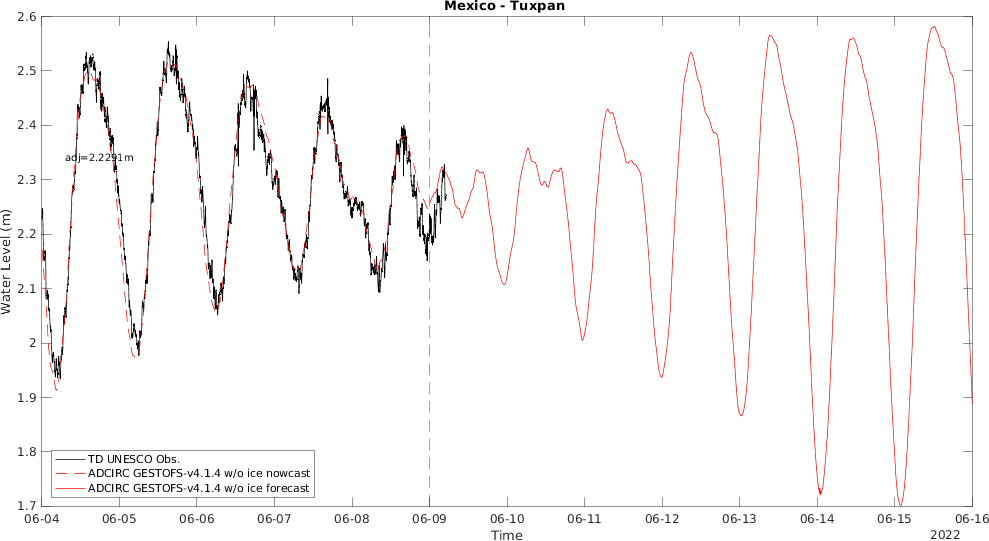 Mexico - Tuxpan
2.6
2.5
2.4
2.3
2.2
2.1
2
1.9
1.8
1.7
Water Level (m)
adj=2.2291m
TD UNESCO Obs.
ADCIRC GESTOFS-v4.1.4 w/o ice nowcast
ADCIRC GESTOFS-v4.1.4 w/o ice forecast
06-04 06-05 06-06 06-07 06-08 06-09 06-10 06-11 06-12 06-13 06-14 06-15 06-16
Time
2022